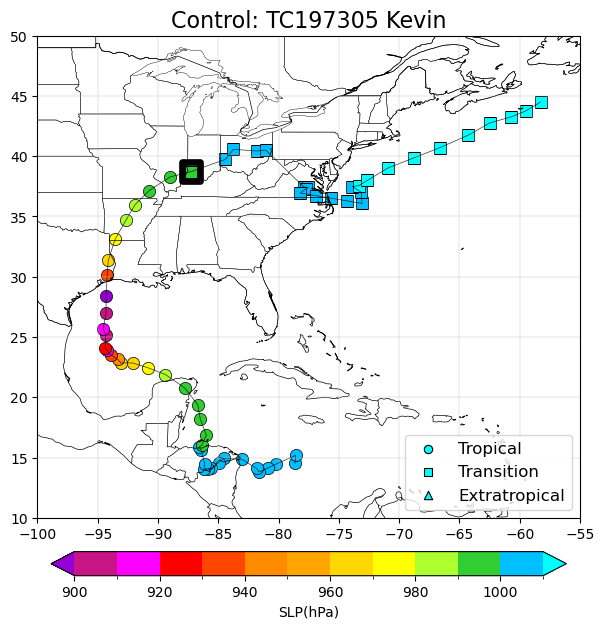 Control: TC197305 Kevin
50
45
40
35
30
25
20
15
10
−100 −95 −90 −85 −80 −75 −70 −65 −60 −55
Tropical
Transition
Extratropical
900 920 940 960 980 1000
SLP(hPa)